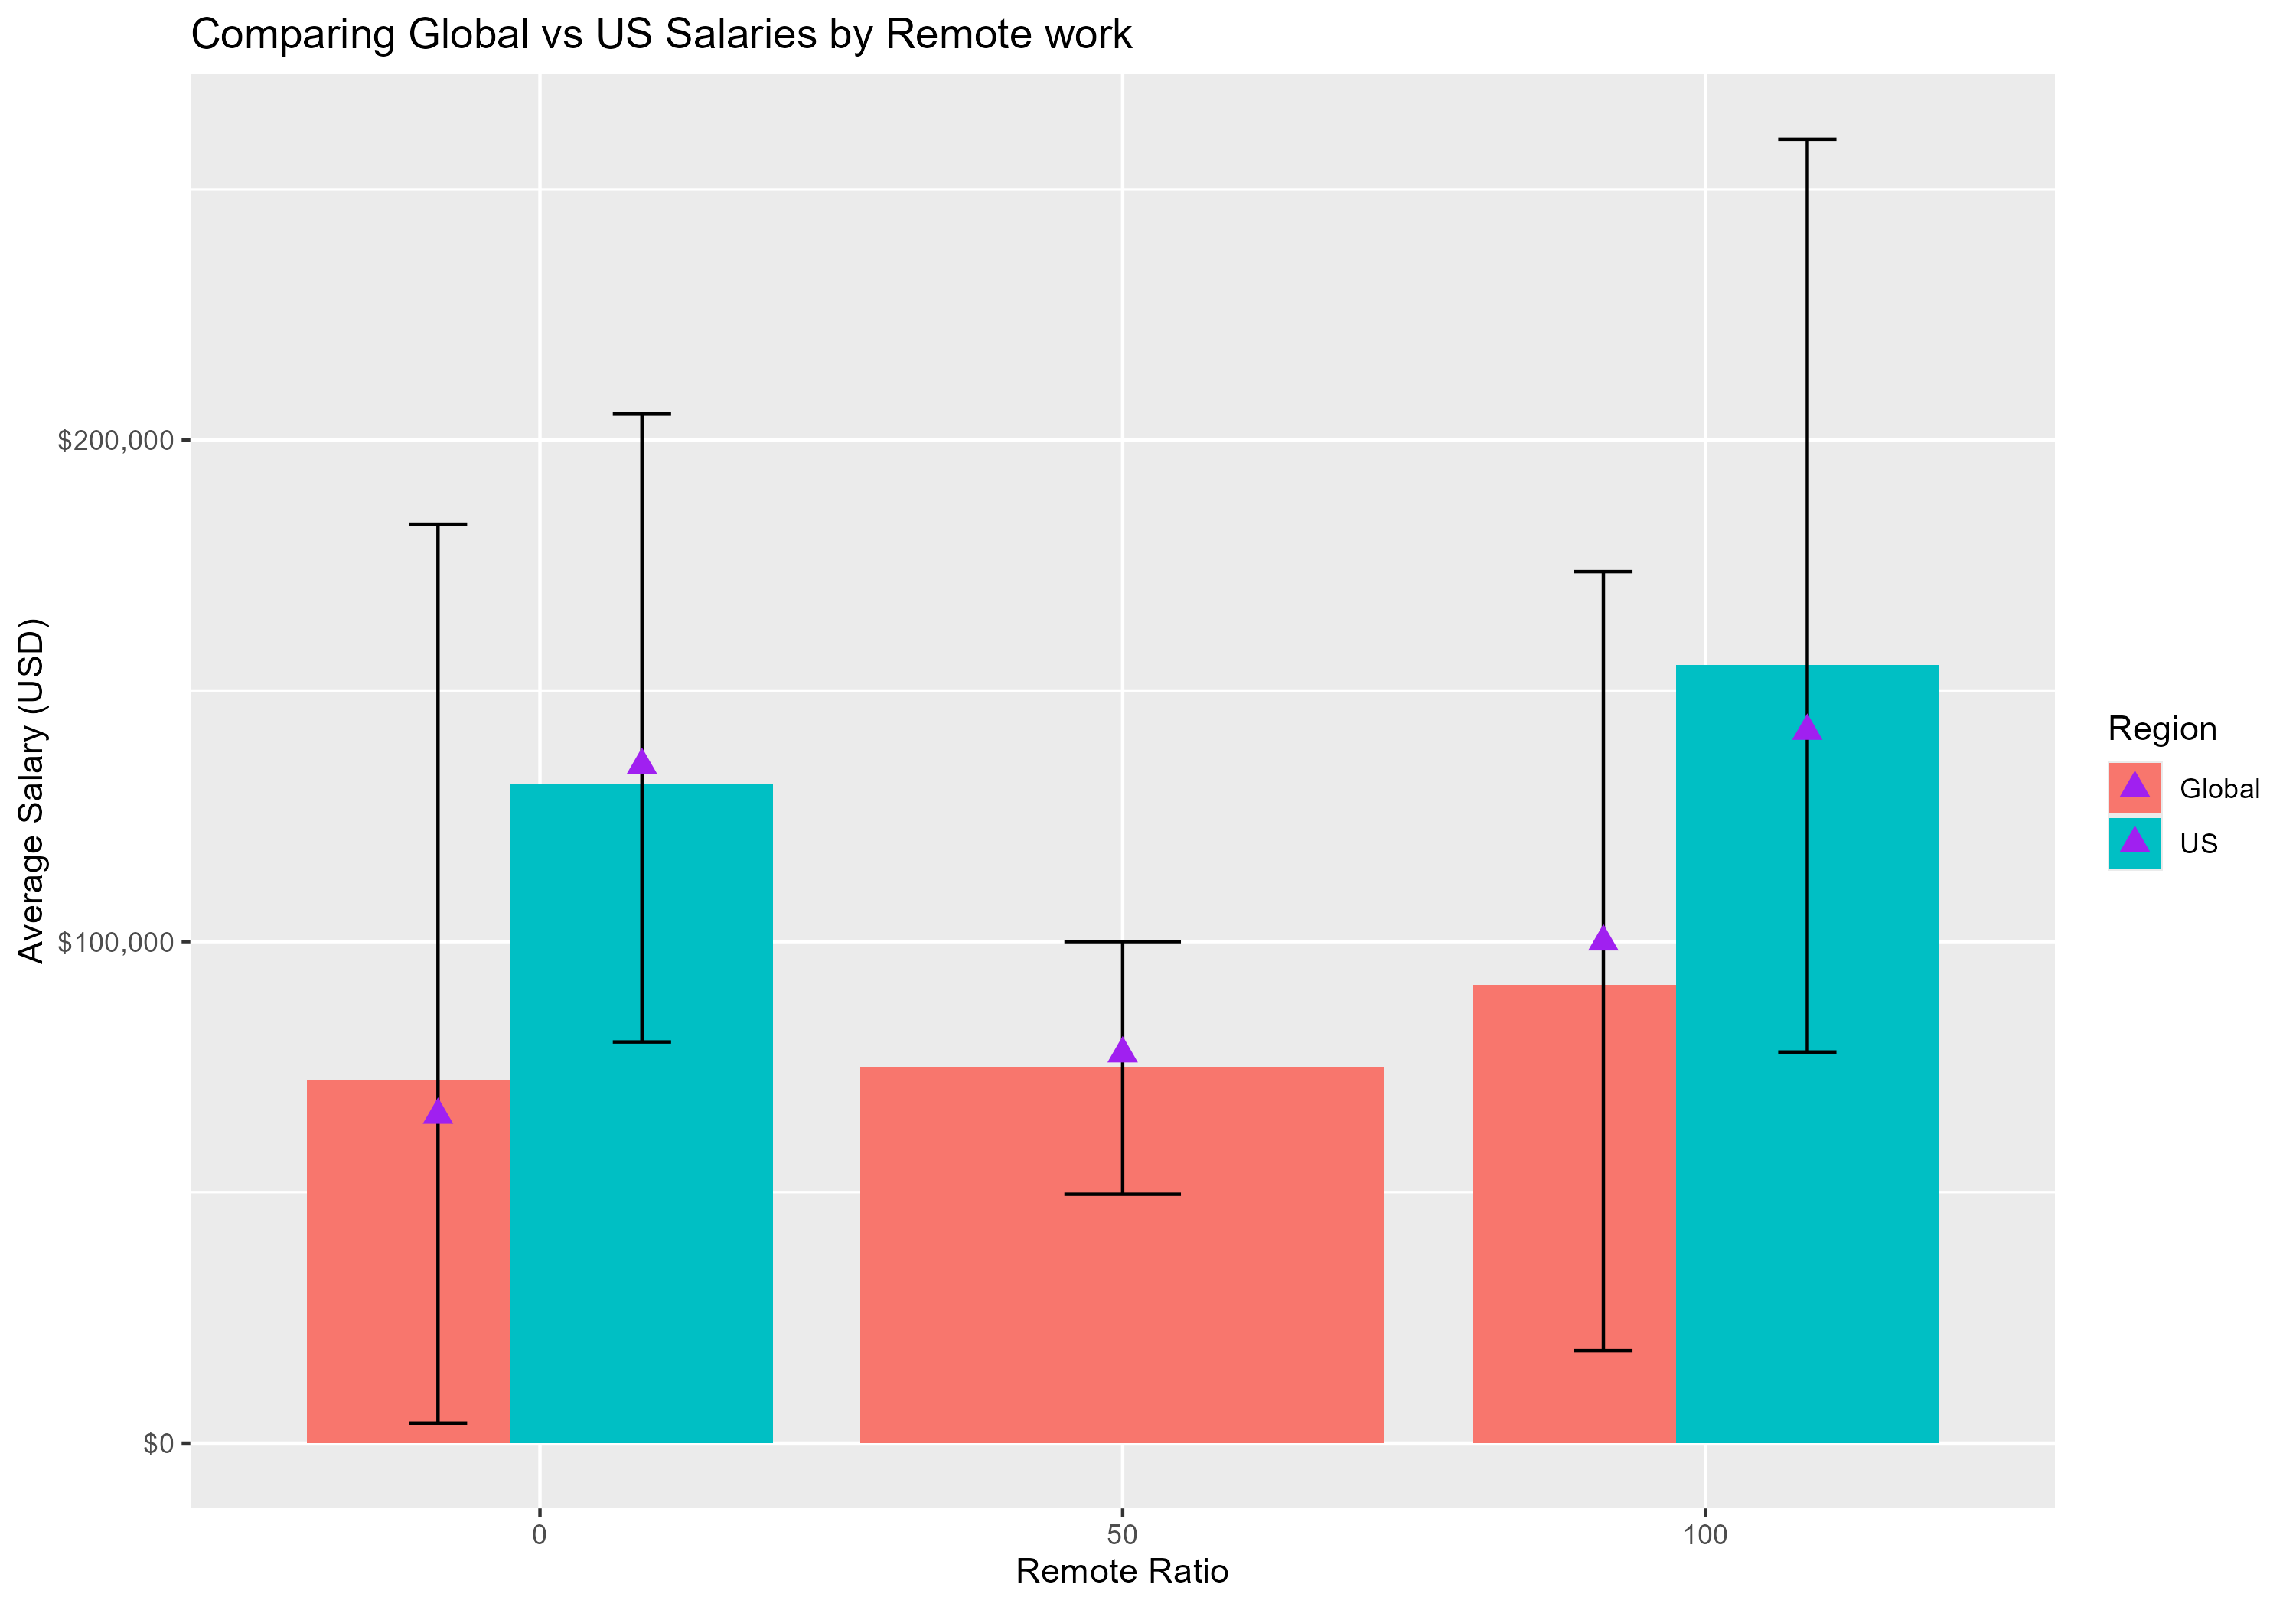 Comparing Global vs US Salaries by Remote work
Average Salary (USD)
$200,000
$100,000
$0
0
50
100
Remote Ratio
Region
Global
US